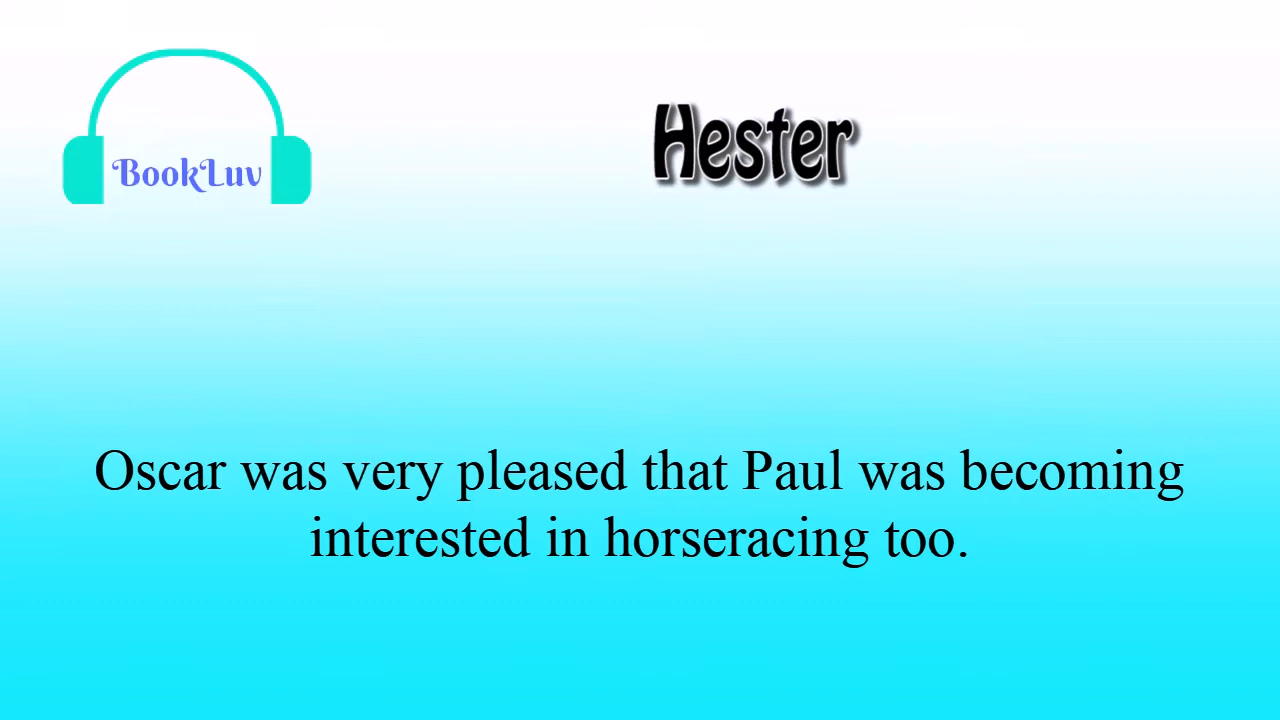 BookLuv
Hester
Oscar was very pleased that Paul was becoming
interested in horseracing too.